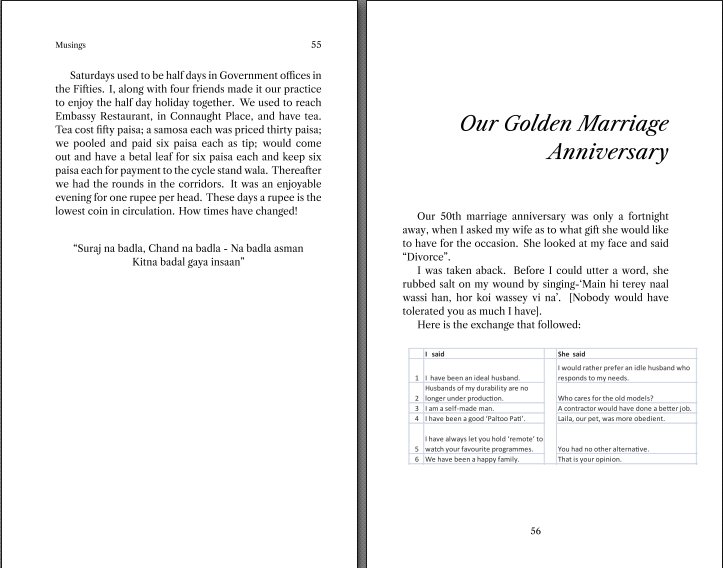 Musings 55
Saturdays used to be half days in Government offices in
the Fifties. I, along with four friends made it our practice
to enjoy the half day holiday together. We used to reach
Embassy Restaurant, in Connaught Place, and have tea.
Tea cost fifty paisa; a samosa each was priced thirty paisa;
we pooled and paid six paisa each as tip; would come
out and have a betal leaf for six paisa each and keep six
paisa each for payment to the cycle stand wala. Thereafter
we had the rounds in the corridors. It was an enjoyable
evening for one rupee per head. These days a rupee is the
lowest coin in circulation. How times have changed!
“Suraj na badla, Chand na badla - Na badla asman
Kitna badal gaya insaan”
Our Golden Marriage
Anniversary
Our 50th marriage anniversary was only a fortnight
away, when I asked my wife as to what gift she would like
to have for the occasion. She looked at my face and said
“Divorce”.
I was taken aback. Before I could utter a word, she
rubbed salt on my wound by singing-‘Main hi terey naal
wassi han, hor koi wassey vi na’. [Nobody would have
tolerated you as much I have].
Here is the exchange that followed:
I said She said
I would rather prefer an idle husband who
1 I have been an ideal husband. responds to my needs.
Husbands of my durability are no
2 longer under production. Who cares for the old models?
3 I am a self-made man. A contractor would have done a better job.
4 I have been a good ‘Paltoo Pati’. Laila, our pet, was more obedient.
I have always let you hold ‘remote’ to
5 watch your favourite programmes. You had no other alternative.
6 We have been a happy family. That is your opinion.
56